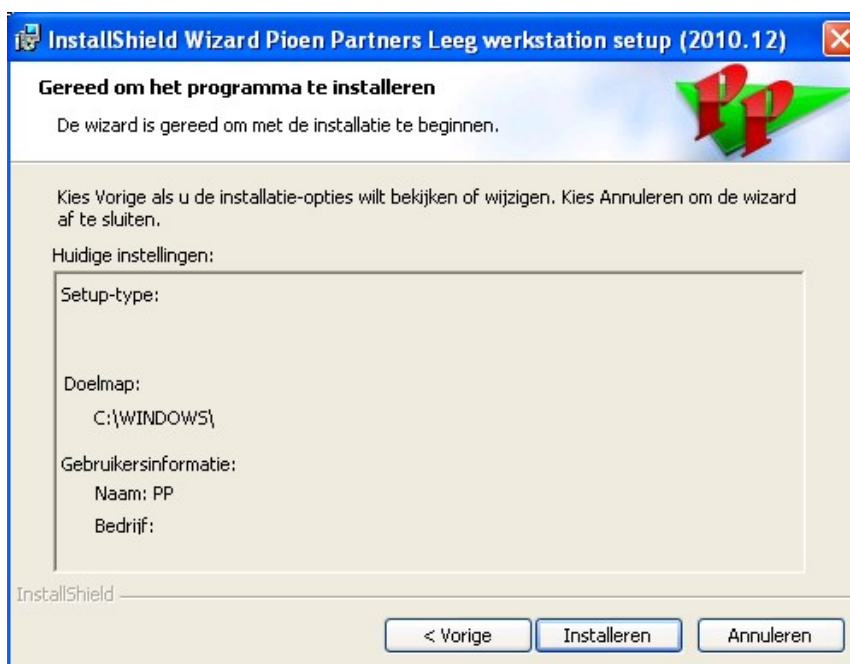 InstallShield Wizard Pioen Partners Leeg werkstation setup (2010.12)
Gereed om het programma te installeren
De wizard is gereed om met de installatie te beginnen.
PP
Kies Vorige als u de installatie-opties wilt bekijken of wijzigen. Kies Annuleren om de wizard
af te sluiten.
Huidige instellingen:
Setup-type:
Doelmap:
C:\WINDOWS\
Gebruikersinformatie:
Naam: PP
Bedrijf:
InstallShield
< Vorige
Installeren
Annuleren